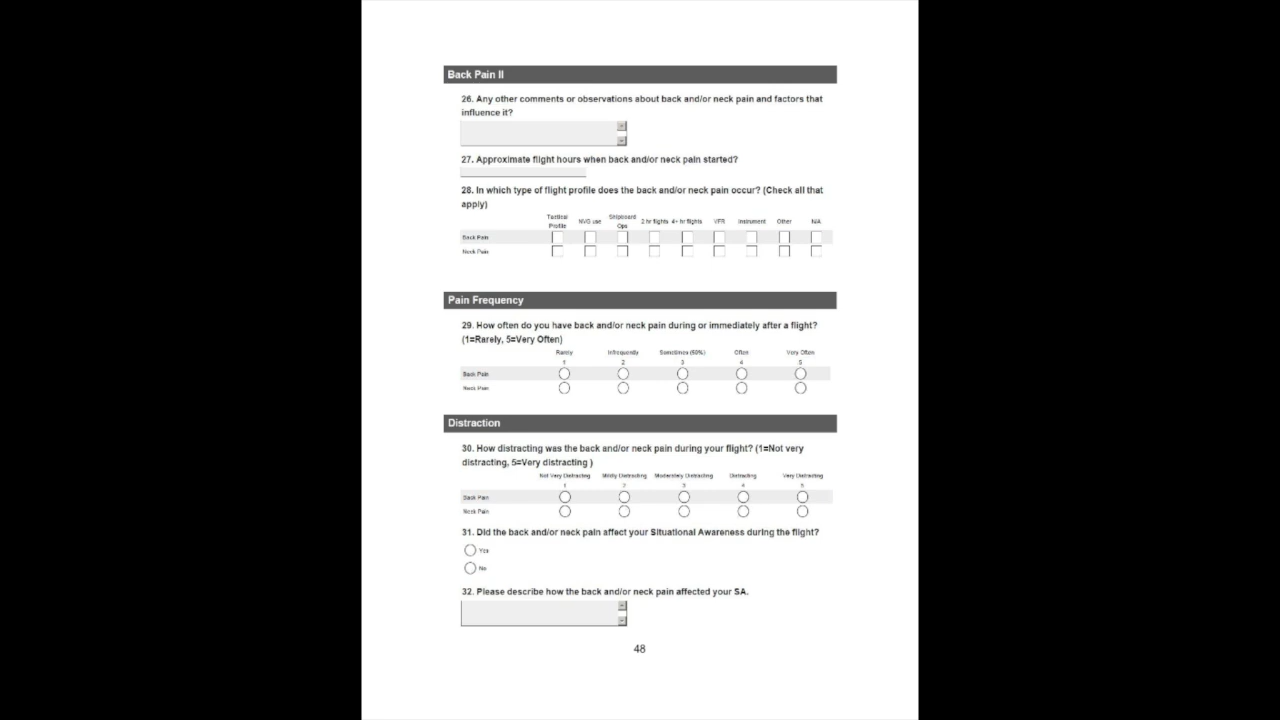 Back Pain II
26. Any other comments or observations about back and/or neck pain and factors that
influence it?
27. Approximate flight hours when back and/or neck pain started?
28. In which type of flight profile does the back and/or neck pain occur? (Check all that
apply)
Tactical Profile NVG use Shipboard Ops 2 hr flights 4+ hr flights VFR Instrument Other N/A
Back Pain
Neck Pain
Pain Frequency
29. How often do you have back and/or neck pain during or immediately after a flight?
(1=Rarely, 5=Very Often)
Rarely Infrequently Sometimes (50%) Often Very Often
1 2 3 4 5
Back Pain
Neck Pain
Distraction
30. How distracting was the back and/or neck pain during your flight? (1=Not very
distracting, 5=Very distracting )
Not Very Distracting Mildly Distracting Moderately Distracting Distracting Very Distracting
1 2 3 4 5
Back Pain
Neck Pain
31. Did the back and/or neck pain affect your Situational Awareness during the flight?
Yes
No
32. Please describe how the back and/or neck pain affected your SA.
48